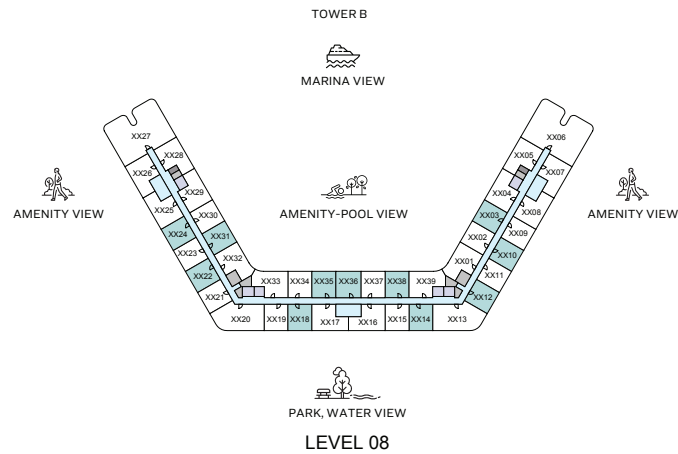 TOWER B
MARINA VIEW
XX27
XX06
XX28
XX05
XX26
XX07
XX29
XX04
XX25
XX08
XX30
XX03
XX24
XX09
XX31
XX02
XX23
XX10
XX32
XX01
XX22
XX11
XX21
XX12
AMENITY VIEW
AMENITY-POOL VIEW
AMENITY VIEW
XX33
XX34
XX35
XX36
XX37
XX38
XX39
XX20
XX19
XX18
XX17
XX16
XX15
XX14
XX13
PARK, WATER VIEW
LEVEL 08